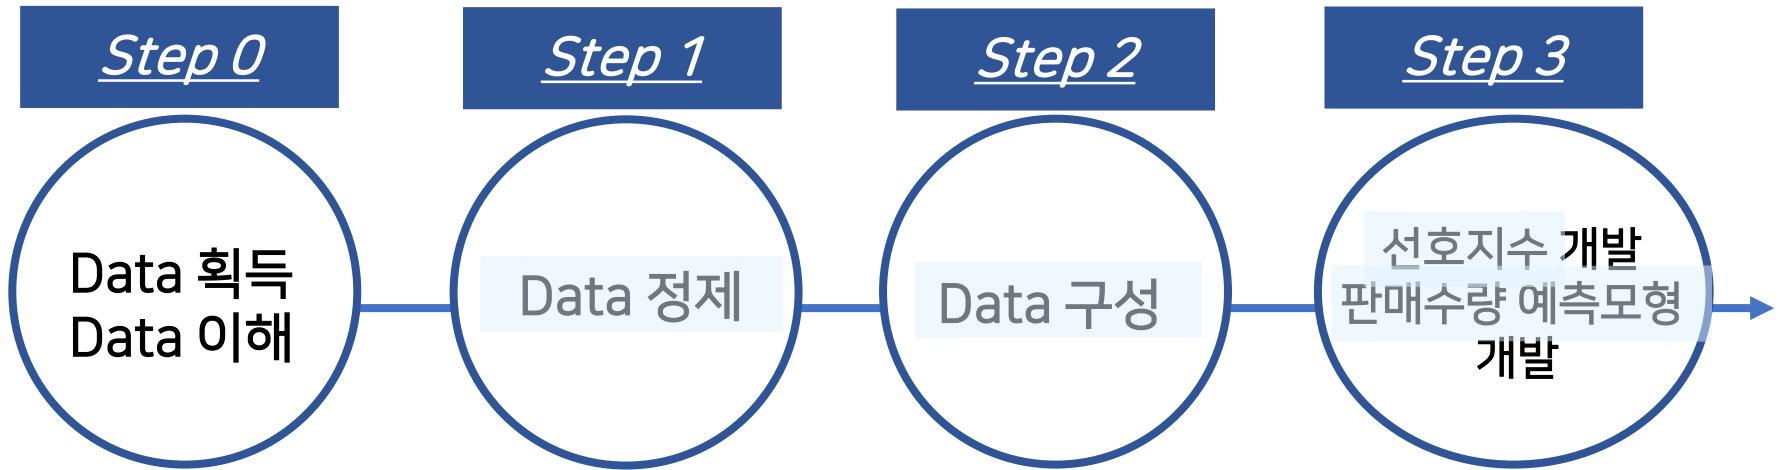 Step 0
Data 획득
Data 이해
Step 1
Data 정제
Step 2
Data 구성
Step 3
선호지수 개발
판매수량 예측모형
개발